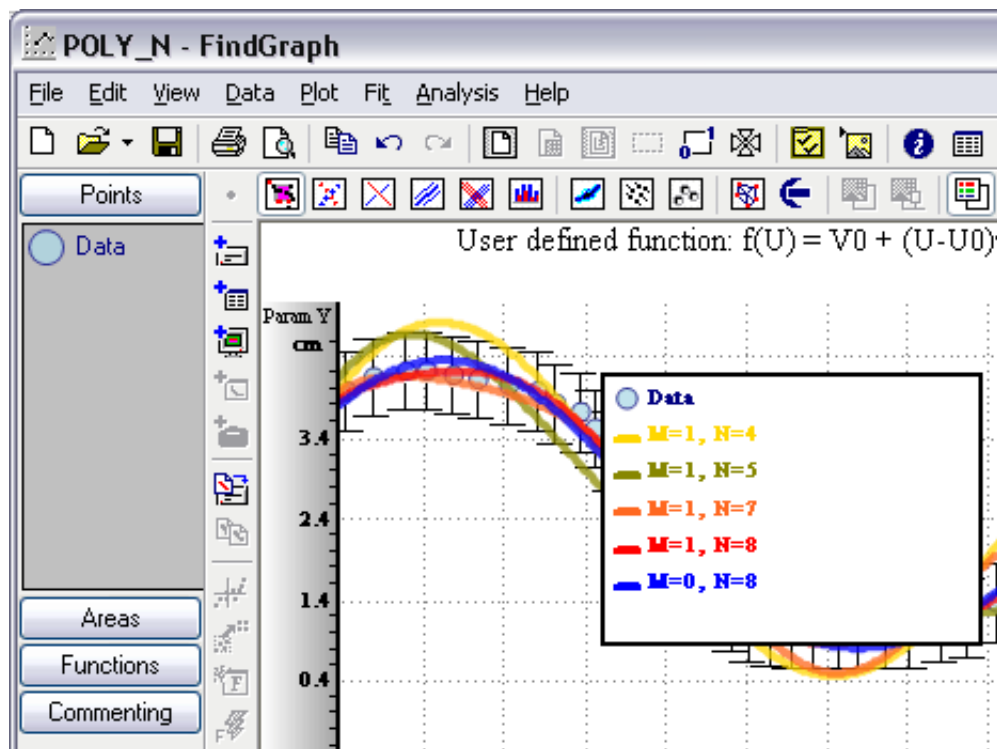 POLY_N - FindGraph
File Edit View Data Plot Fit Analysis Help
Points
Data
User defined function: f(U) = V0 + (U-U0)
Param Y
cm
3.4
2.4
1.4
0.4
Data
M=1, N=4
M=1, N=5
M=1, N=7
M=1, N=8
M=0, N=8
Areas
Functions
Commenting